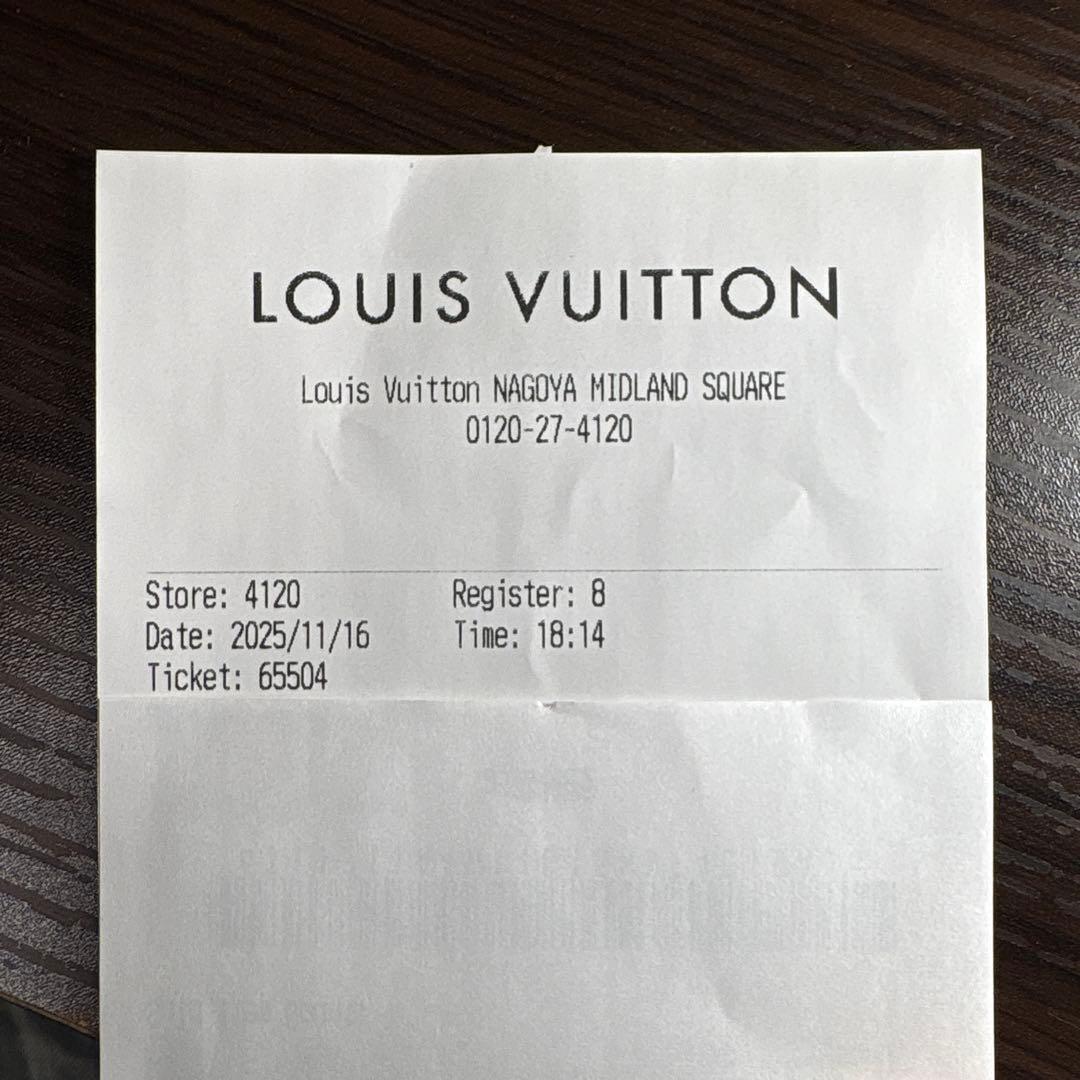 LOUIS VUITTON
Louis Vuitton NAGOYA MIDLAND SQUARE
0120-27-4120
Store: 4120 Register: 8
Date: 2025/11/16 Time: 18:14
Ticket: 65504